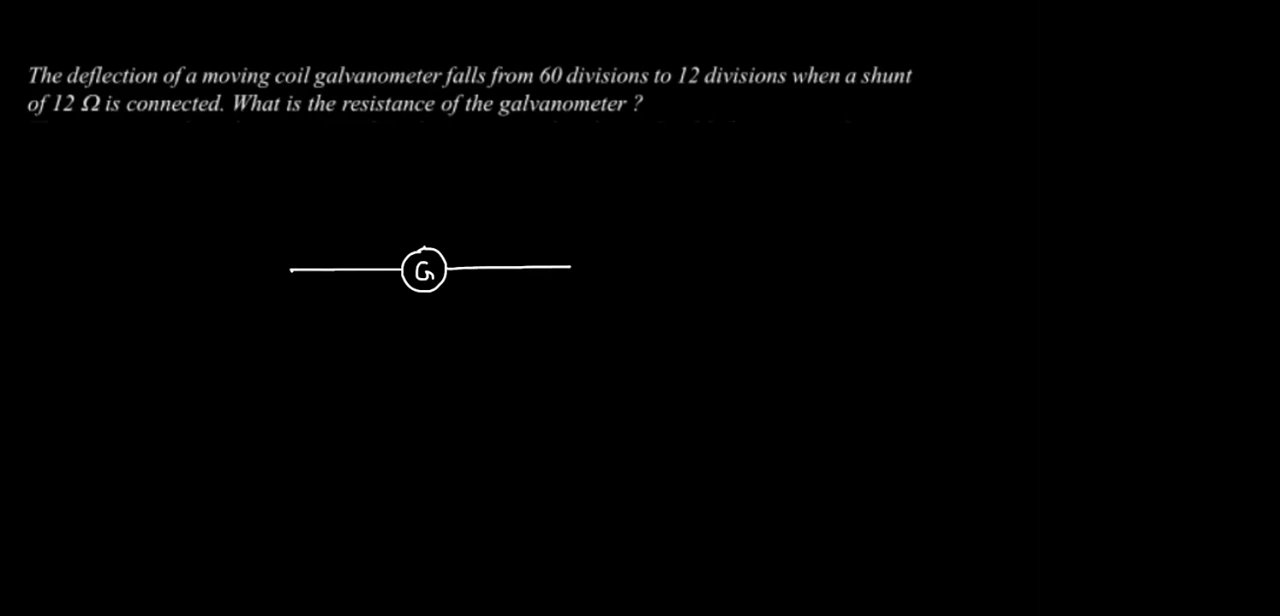 The deflection of a moving coil galvanometer falls from 60 divisions to 12 divisions when a shunt
of 12 Ω is connected. What is the resistance of the galvanometer ?
G